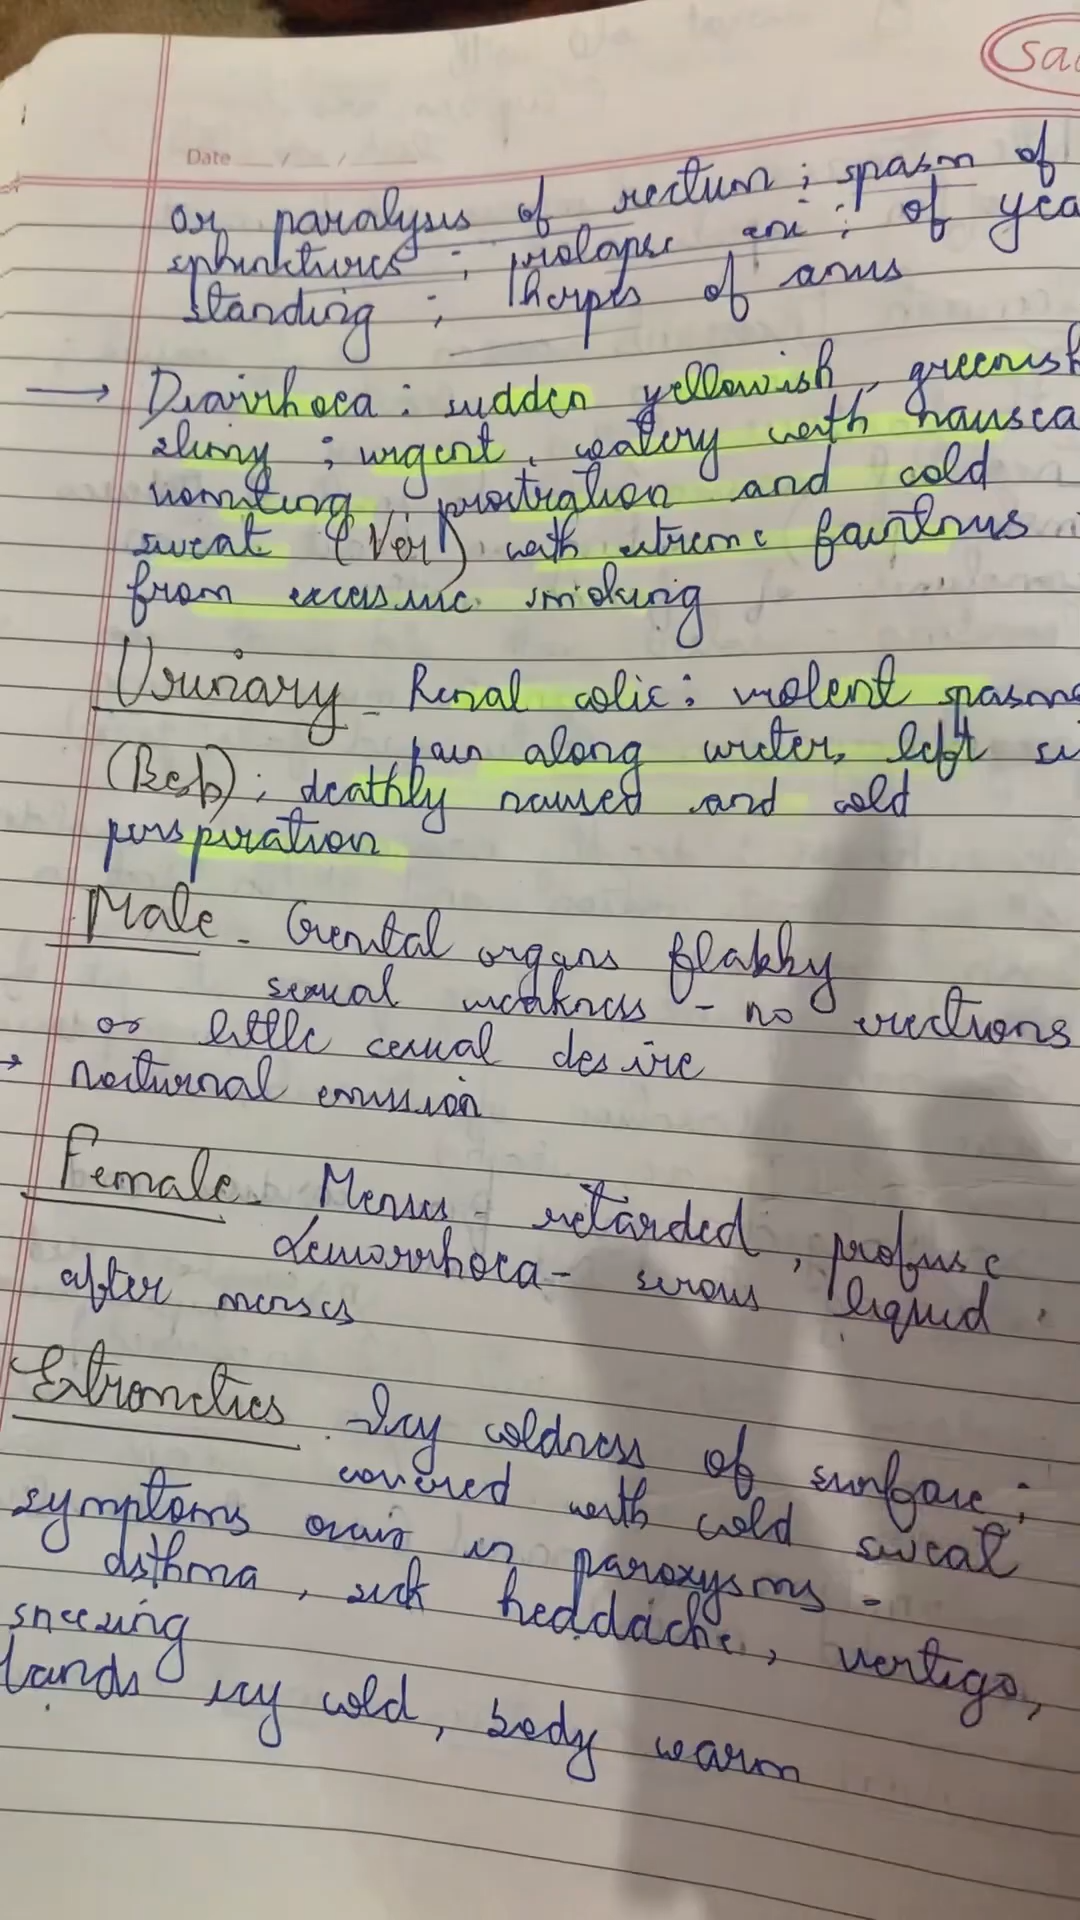 Sa
Date
or paralysis of rectum ; spasm of
sphinktures ; prolapse ani ; of yea
standing ; Herpes of anus
→ Diarrhoea : sudden yellowish, greenish
slimy ; urgent, watery with nausea
vomiting, prostration and cold
sweat (Ver) with extreme faintness
from excessive smoking
Urinary - Renal colic : violent spasm
pain along ureter, left si
(Beb) ; deathly nausea and cold
perspiration
Male - Genital organs flabby
sexual weakness - no erections
or little sexual desire
→ nocturnal emission
Female - Menses - retarded, profuse
Leucorrhoea - serous liquid
after menses
Extremeties - Icy coldness of surface ;
covered with cold sweat
symptoms occur in paroxysms -
asthma, sick headache, vertigo,
sneezing
hands icy cold, body warm